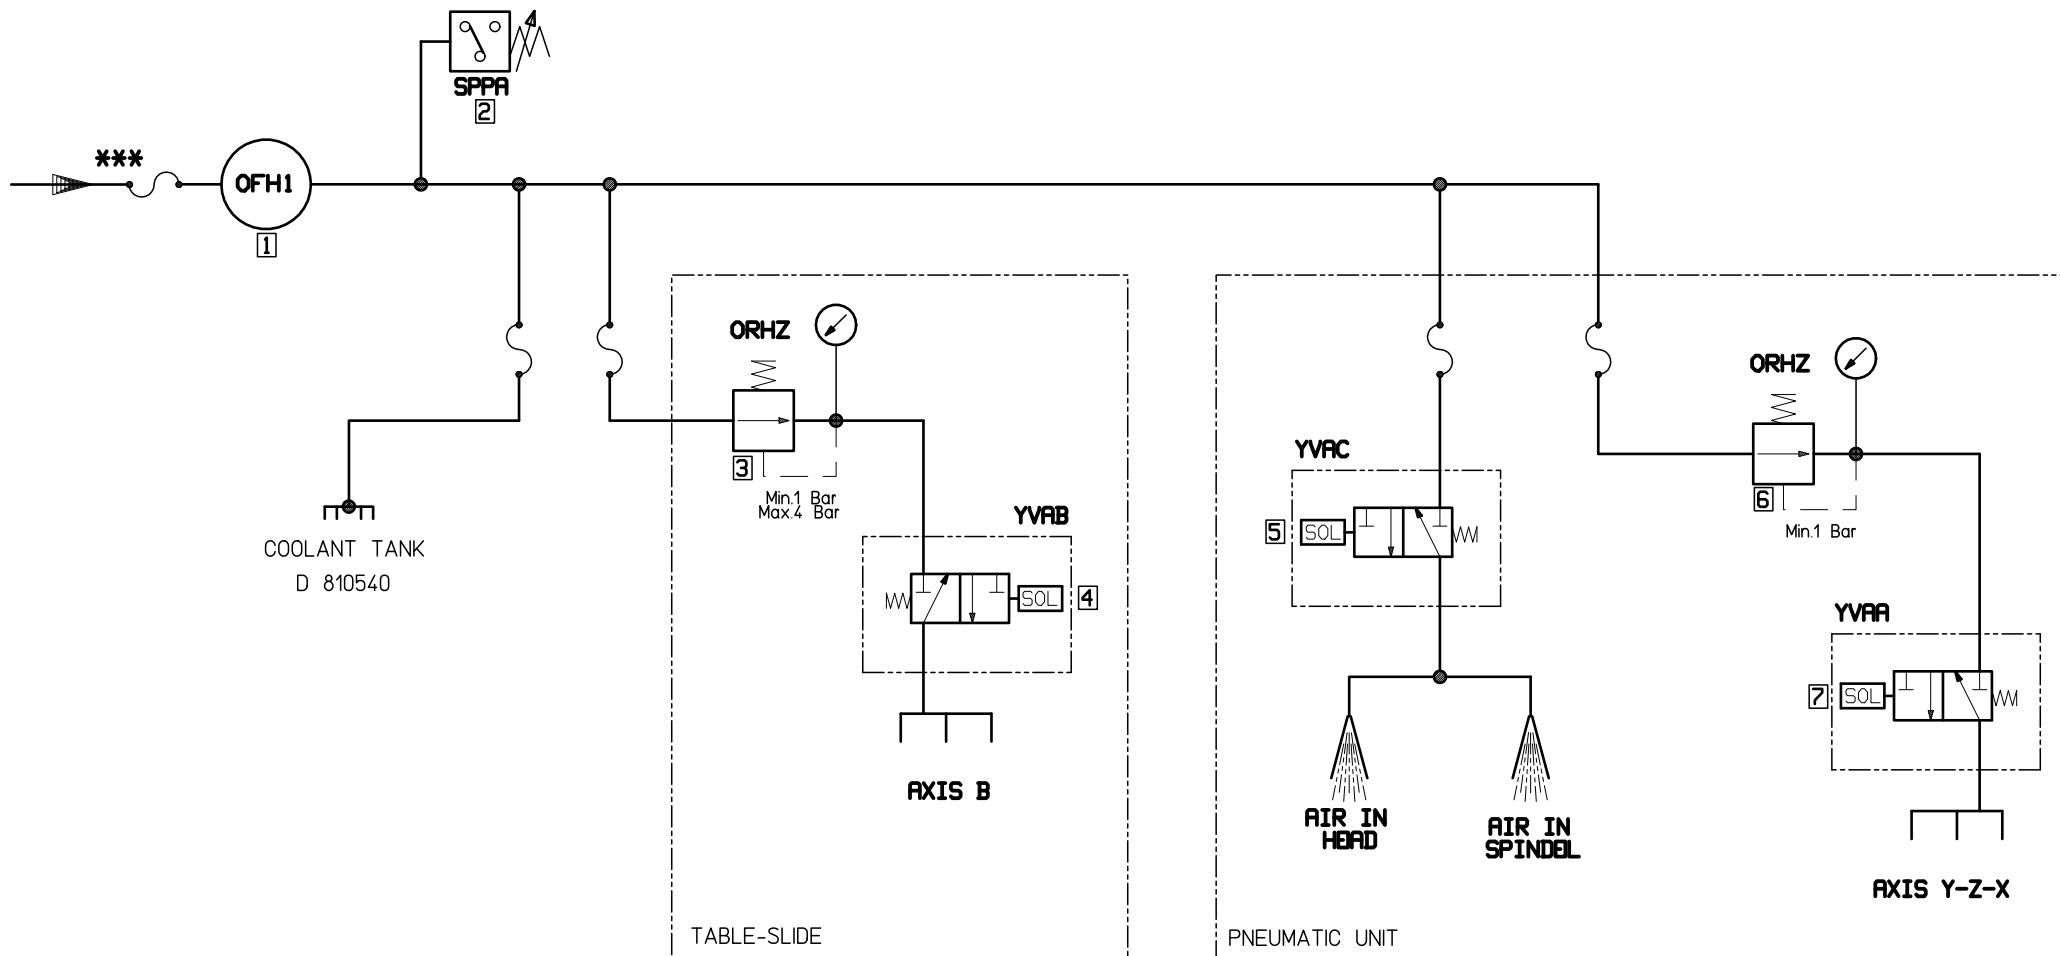 SPPA
2
***
OFH1
1
ORHZ
3
Min.1 Bar
Max.4 Bar
YVAB
SOL
4
COOLANT TANK
D 810540
AXIS B
TABLE-SLIDE
YVAC
5
SOL
AIR IN
HEAD
AIR IN
SPINDEL
ORHZ
6
Min.1 Bar
YVAA
7
SOL
AXIS Y-Z-X
PNEUMATIC UNIT